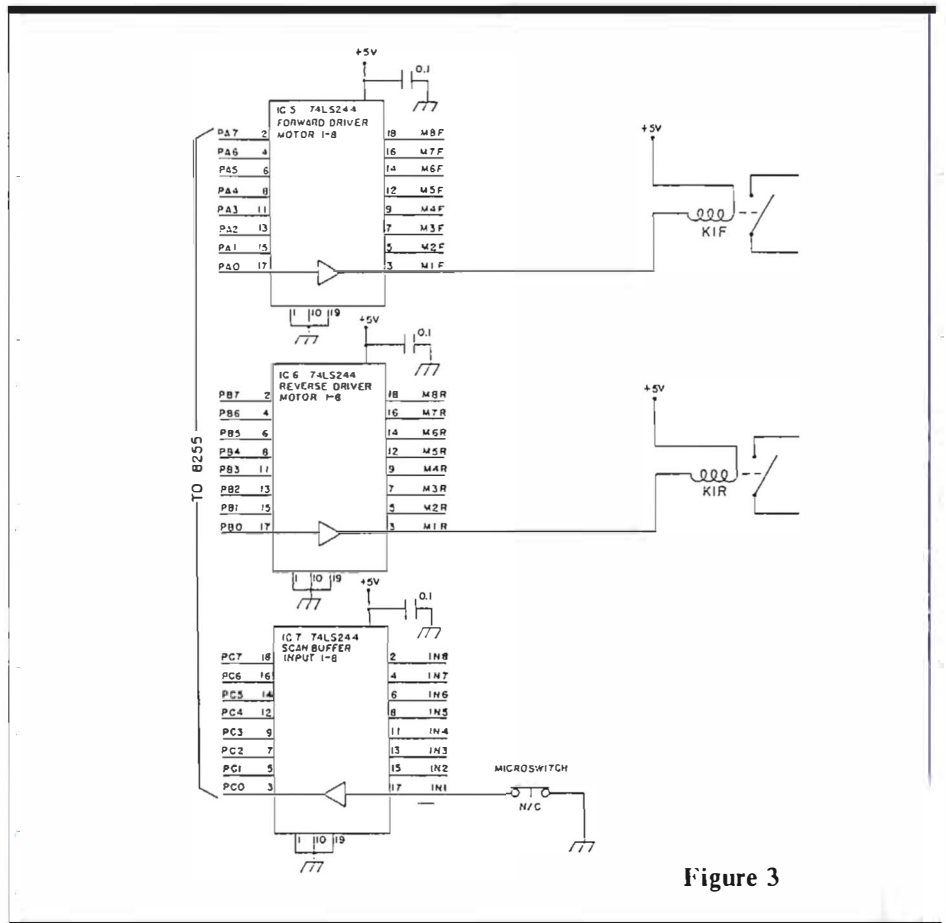 +5V
0.1
IC 5 74LS244
FORWARD DRIVER
MOTOR 1-8
PA7 2 18 M8F
PA6 4 16 M7F
PA5 6 14 M6F
PA4 8 12 M5F
PA3 11 9 M4F
PA2 13 7 M3F
PA1 15 5 M2F
PA0 17 3 M1F
1 10 19
+5V
K1F
+5V
0.1
IC 6 74LS244
REVERSE DRIVER
MOTOR 1-8
PB7 2 18 M8R
PB6 4 16 M7R
PB5 6 14 M6R
PB4 8 12 M5R
PB3 11 9 M4R
PB2 13 7 M3R
PB1 15 5 M2R
PB0 17 3 M1R
1 10 19
+5V
K1R
TO 8255
+5V
0.1
IC 7 74LS244
SCAN BUFFER
INPUT 1-8
PC7 18 2 IN8
PC6 16 4 IN7
PC5 14 6 IN6
PC4 12 8 IN5
PC3 9 11 IN4
PC2 7 13 IN3
PC1 5 15 IN2
PC0 3 17 IN1
1 10 19
MICROSWITCH
N/C
Figure 3